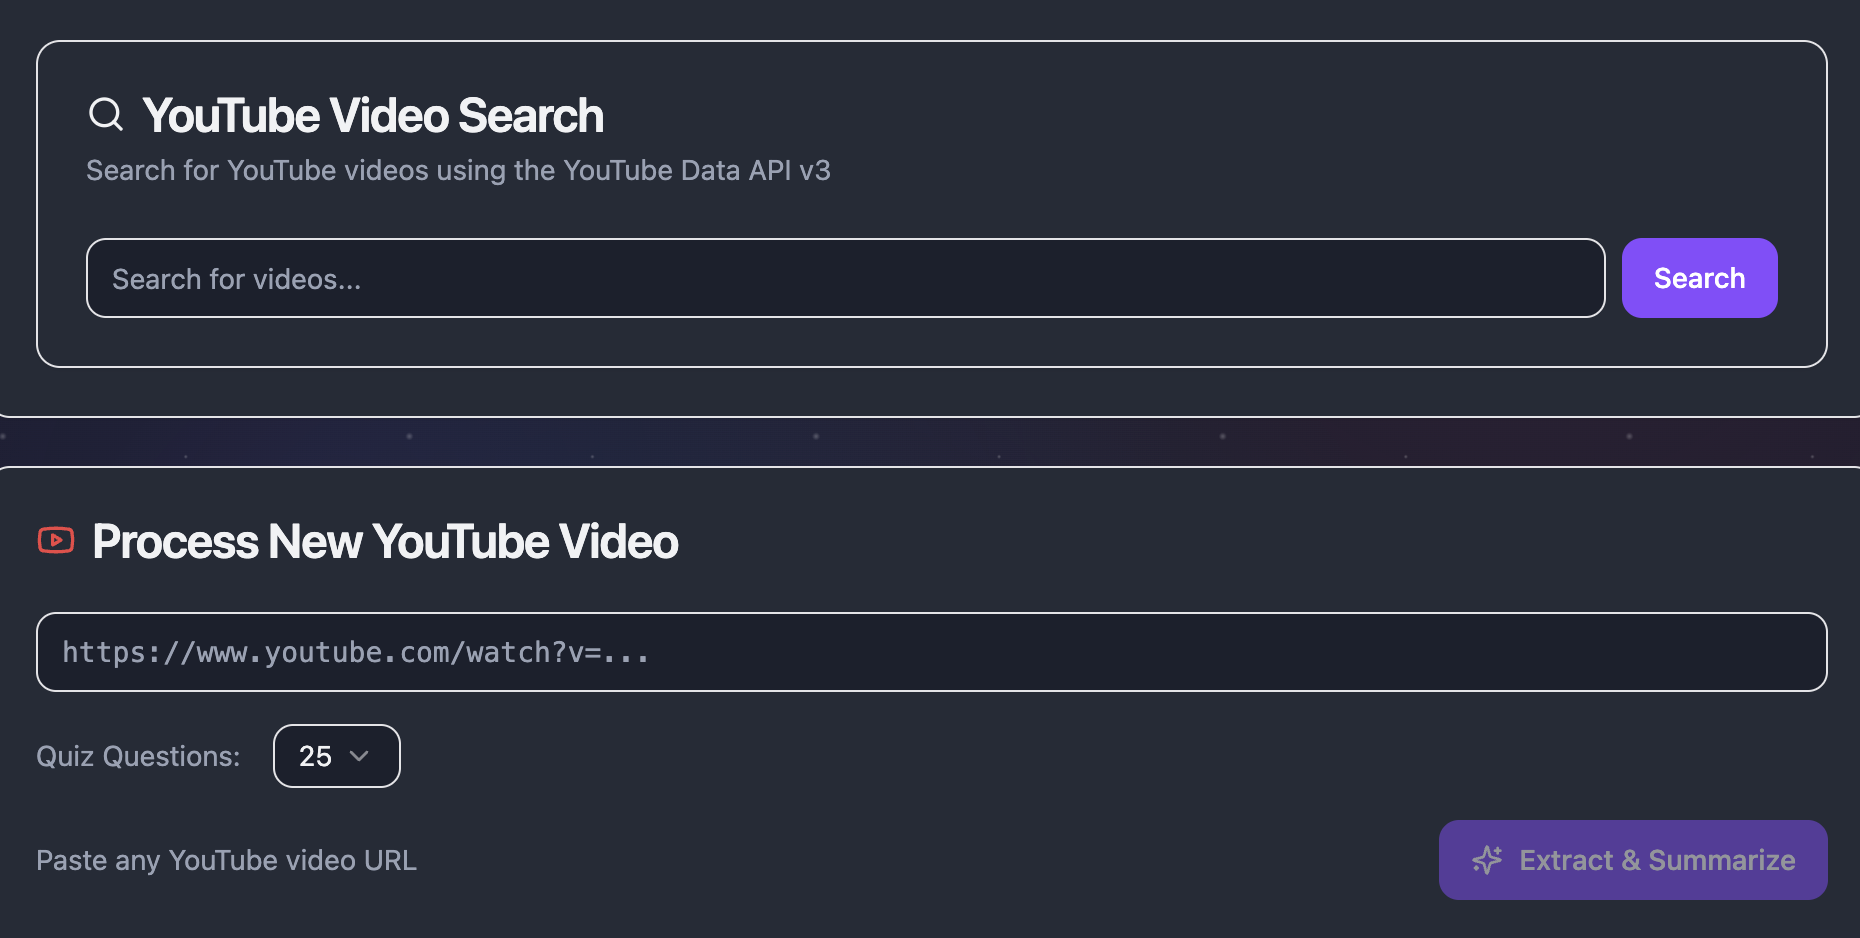 YouTube Video Search
Search for YouTube videos using the YouTube Data API v3
Search for videos...
Search
Process New YouTube Video
https://www.youtube.com/watch?v=...
Quiz Questions:
25
Paste any YouTube video URL
Extract & Summarize